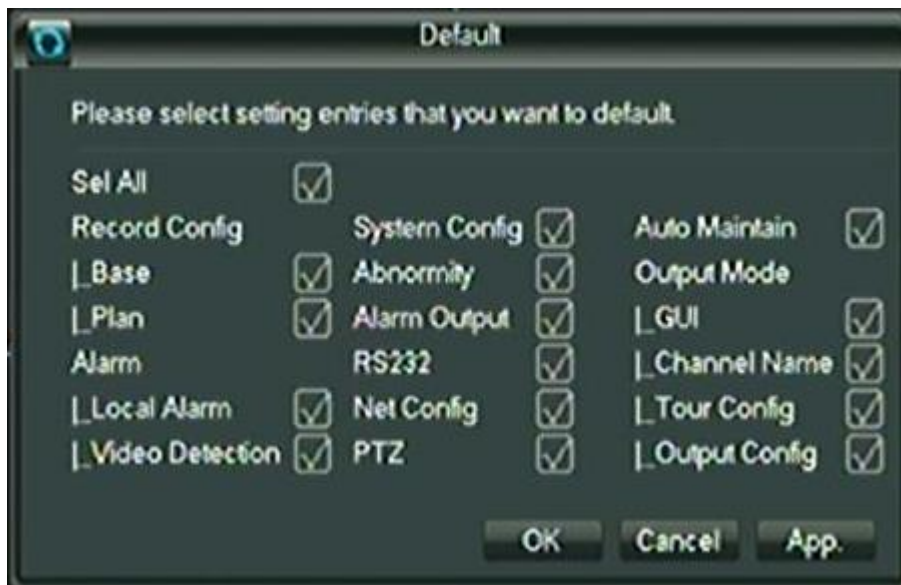 Default
Please select setting entries that you want to default.
Sel All
Record Config System Config Auto Maintain
|_Base Abnormity Output Mode
|_Plan Alarm Output |_GUI
Alarm RS232 |_Channel Name
|_Local Alarm Net Config |_Tour Config
|_Video Detection PTZ |_Output Config
OK Cancel App.